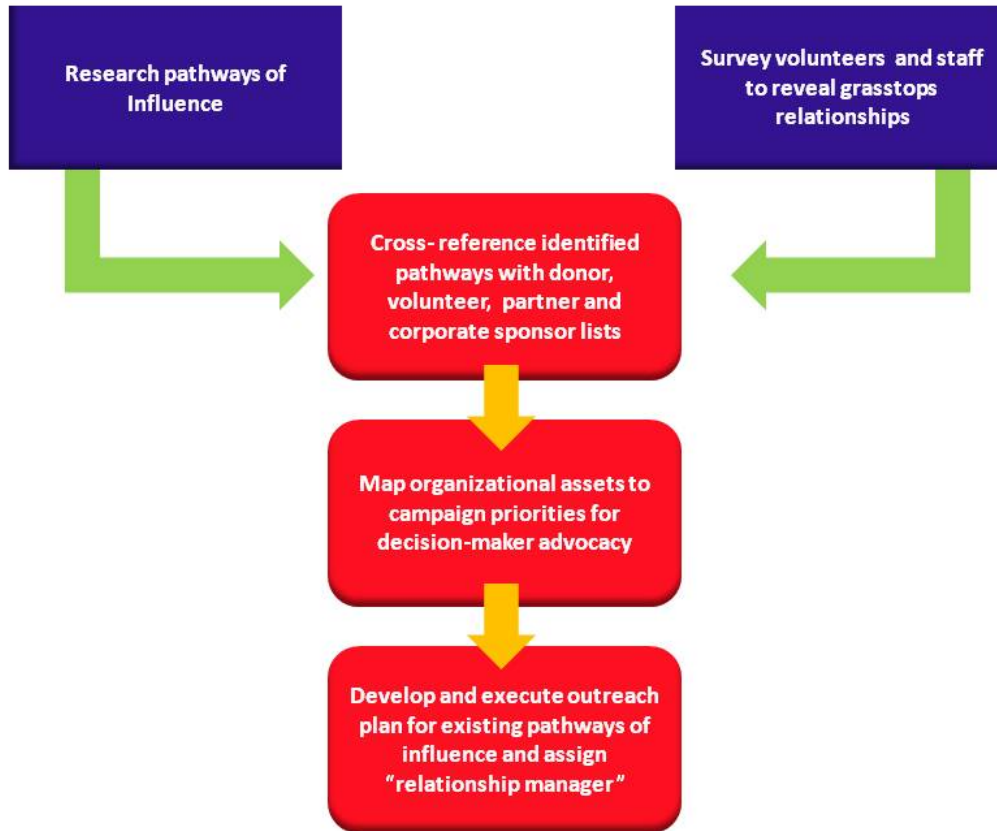 Research pathways of
Influence
Survey volunteers and staff
to reveal grasstops
relationships
Cross- reference identified
pathways with donor,
volunteer, partner and
corporate sponsor lists
Map organizational assets to
campaign priorities for
decision-maker advocacy
Develop and execute outreach
plan for existing pathways of
influence and assign
“relationship manager”